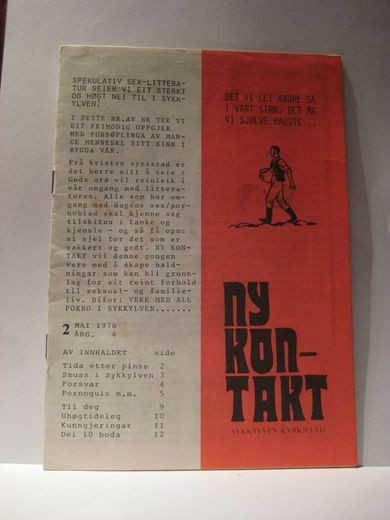 SPEKULATIV SEX-LITTERA-
TUR SEIER VI EIT STERKT
OG HØGT NEI TIL I SYKK-
YLVEN.
I DETTE NR.AV NK TEK VI
EIT FRIMODIG OPPGJER
MED FORSØPLINGA AV MAN-
GE MENNESKE SITT SINN I
BYGDA VÅR.
Frå kristen synsstad er
det berre eitt å seie :
Guds ord vil reinleik i
vår omgang med littera-
turen. Alle som har om-
gang med dagens sex/por-
noblad skal kjenne seg
tilskitna i tanke og
kjensle - og så få opne
si sjel for det som er
vakkert og godt. NY KON-
TAKT vil denne gongen
vere med å skape hald-
ningar som kan bli grunn-
lag for eit reint forhold
til seksual- og familie-
liv. Difor: VEKK MED ALL
PORNO I SYKKYLVEN.......
2 MAI 1978
ÅRG. 4
AV INNHALDET side
Tida etter pinse 2
Smuss i Sykkylven 3
Forsvar 4
Pornoquiz m.m. 5
Til deg 9
Uhøgtideleg 10
Kunngjeringar 11
Dei 10 boda 12
DET VI LET ANDRE SÅ
I VÅRT SINN, DET MÅ
VI SJØLVE HAUSTE ..
NY
KON-
TAKT
SYKKYLVEN KYRKJELYD